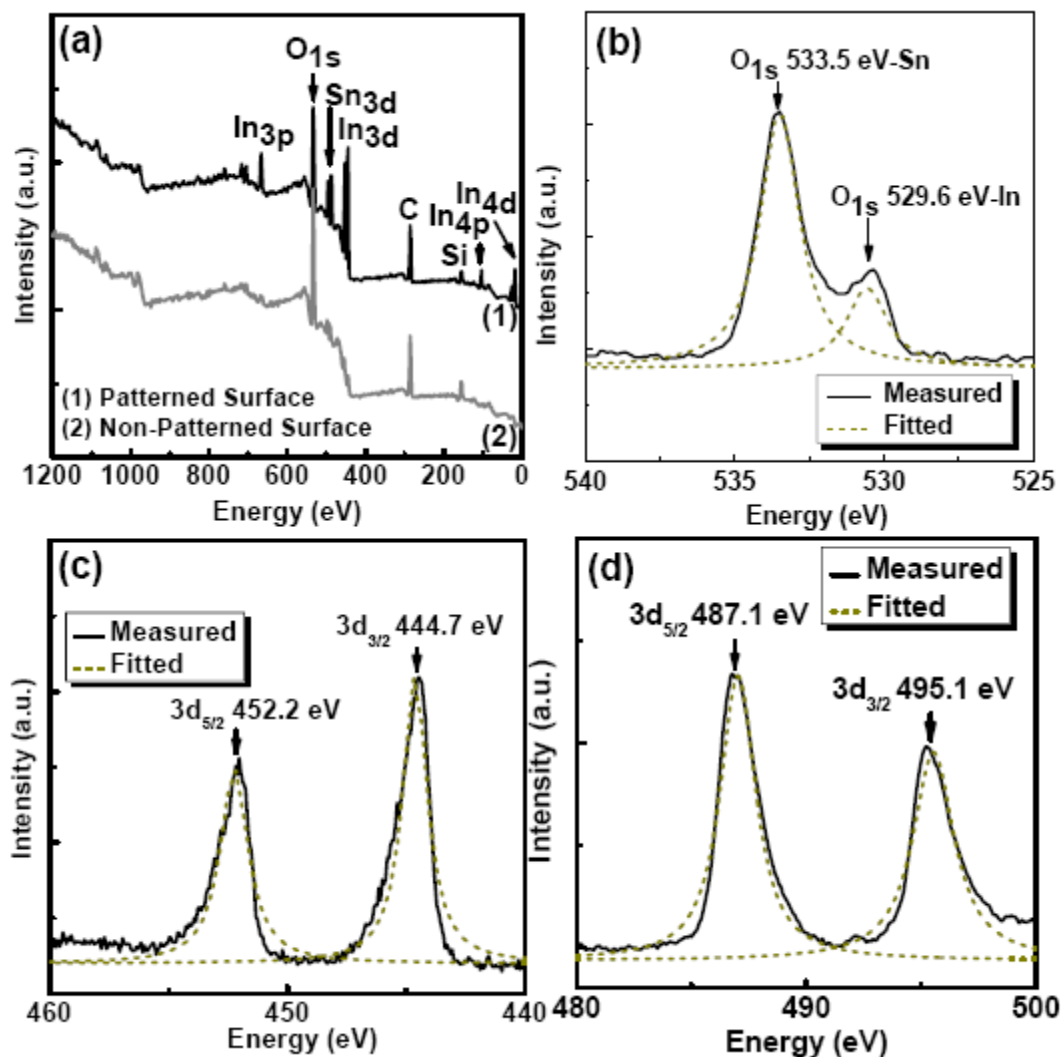 (a)
O1s
Sn3d
In3p
In3d
C
In4d
In4p
Si
(1)
(1) Patterned Surface
(2) Non-Patterned Surface
(2)
1200 1000 800 600 400 200 0
Energy (eV)
Intensity (a.u.)
(b)
O1s 533.5 eV-Sn
O1s 529.6 eV-In
Measured
Fitted
540 535 530 525
Energy (eV)
Intensity (a.u.)
(c)
Measured
Fitted
3d3/2 444.7 eV
3d5/2 452.2 eV
460 450 440
Energy (eV)
Intensity (a.u.)
(d)
Measured
Fitted
3d5/2 487.1 eV
3d3/2 495.1 eV
480 490 500
Energy (eV)
Intensity (a.u.)